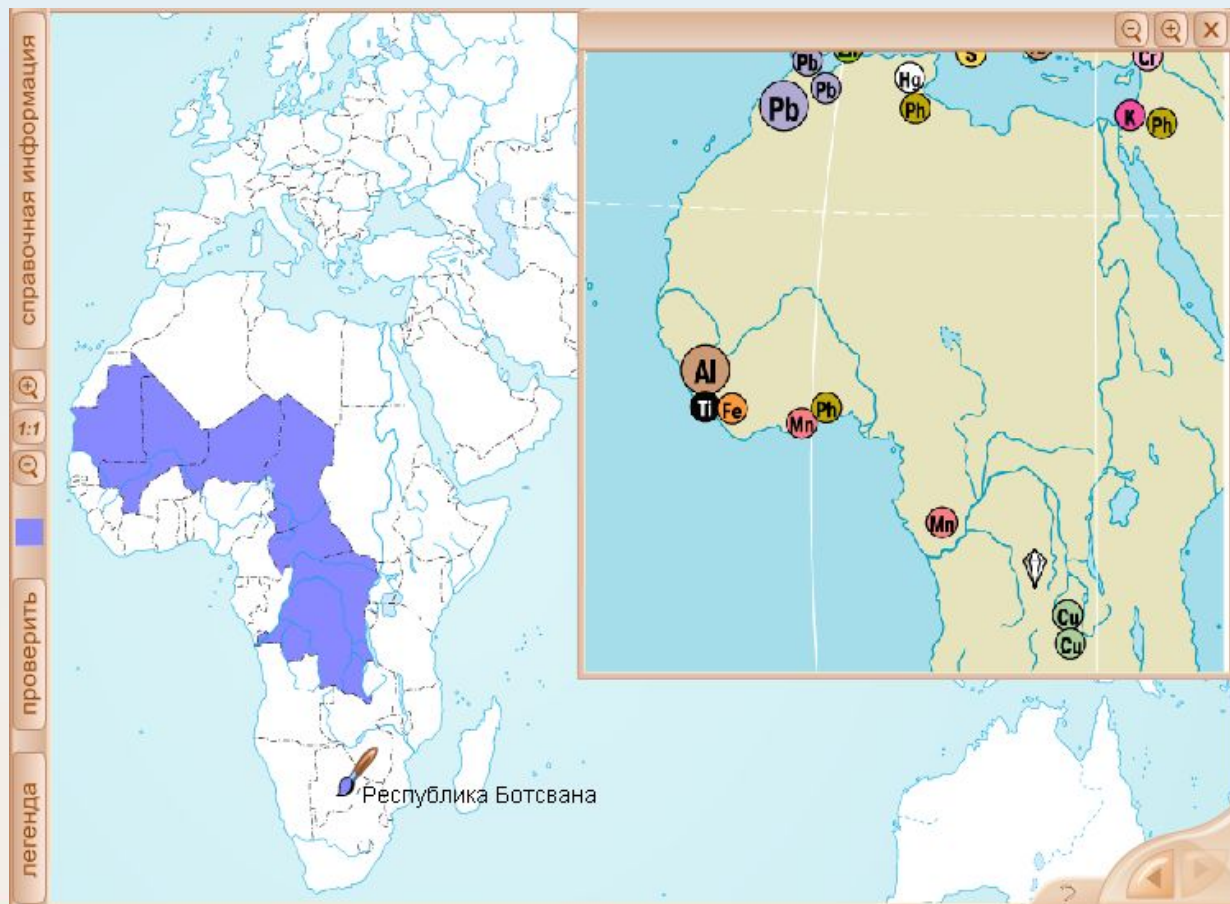 справочная информация
1:1
проверить
легенда
Республика Ботсвана
?
Pb
Pb
Pb
Hg
Ph
S
Cr
K
Ph
Al
Ti
Fe
Mn
Ph
Mn
Cu
Cu